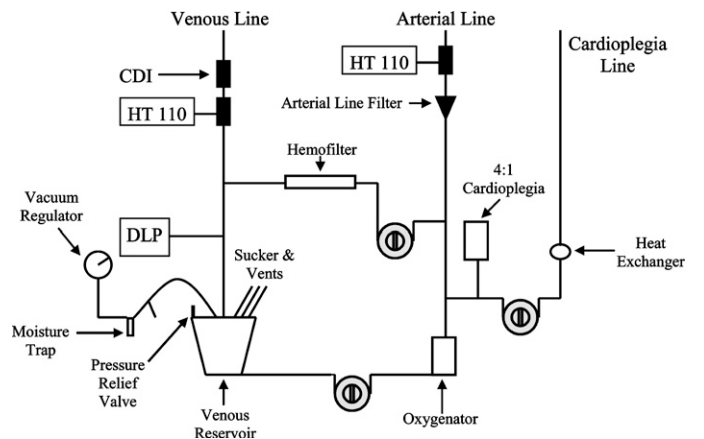 Venous Line
Arterial Line
CDI
HT 110
HT 110
Arterial Line Filter
Cardioplegia
Line
Hemofilter
4:1
Cardioplegia
Vacuum
Regulator
DLP
Sucker &
Vents
Heat
Exchanger
Moisture
Trap
Pressure
Relief
Valve
Venous
Reservoir
Oxygenator